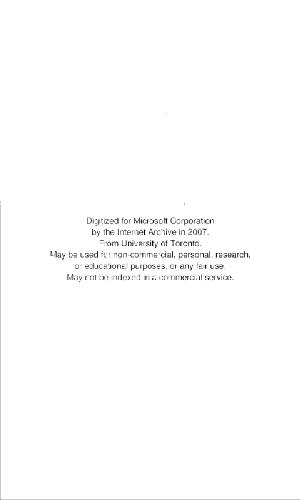 Digitized for Microsoft Corporation
by the Internet Archive in 2007.
From University of Toronto.
May be used for non-commercial, personal, research,
or educational purposes, or any fair use.
May not be indexed in a commercial service.